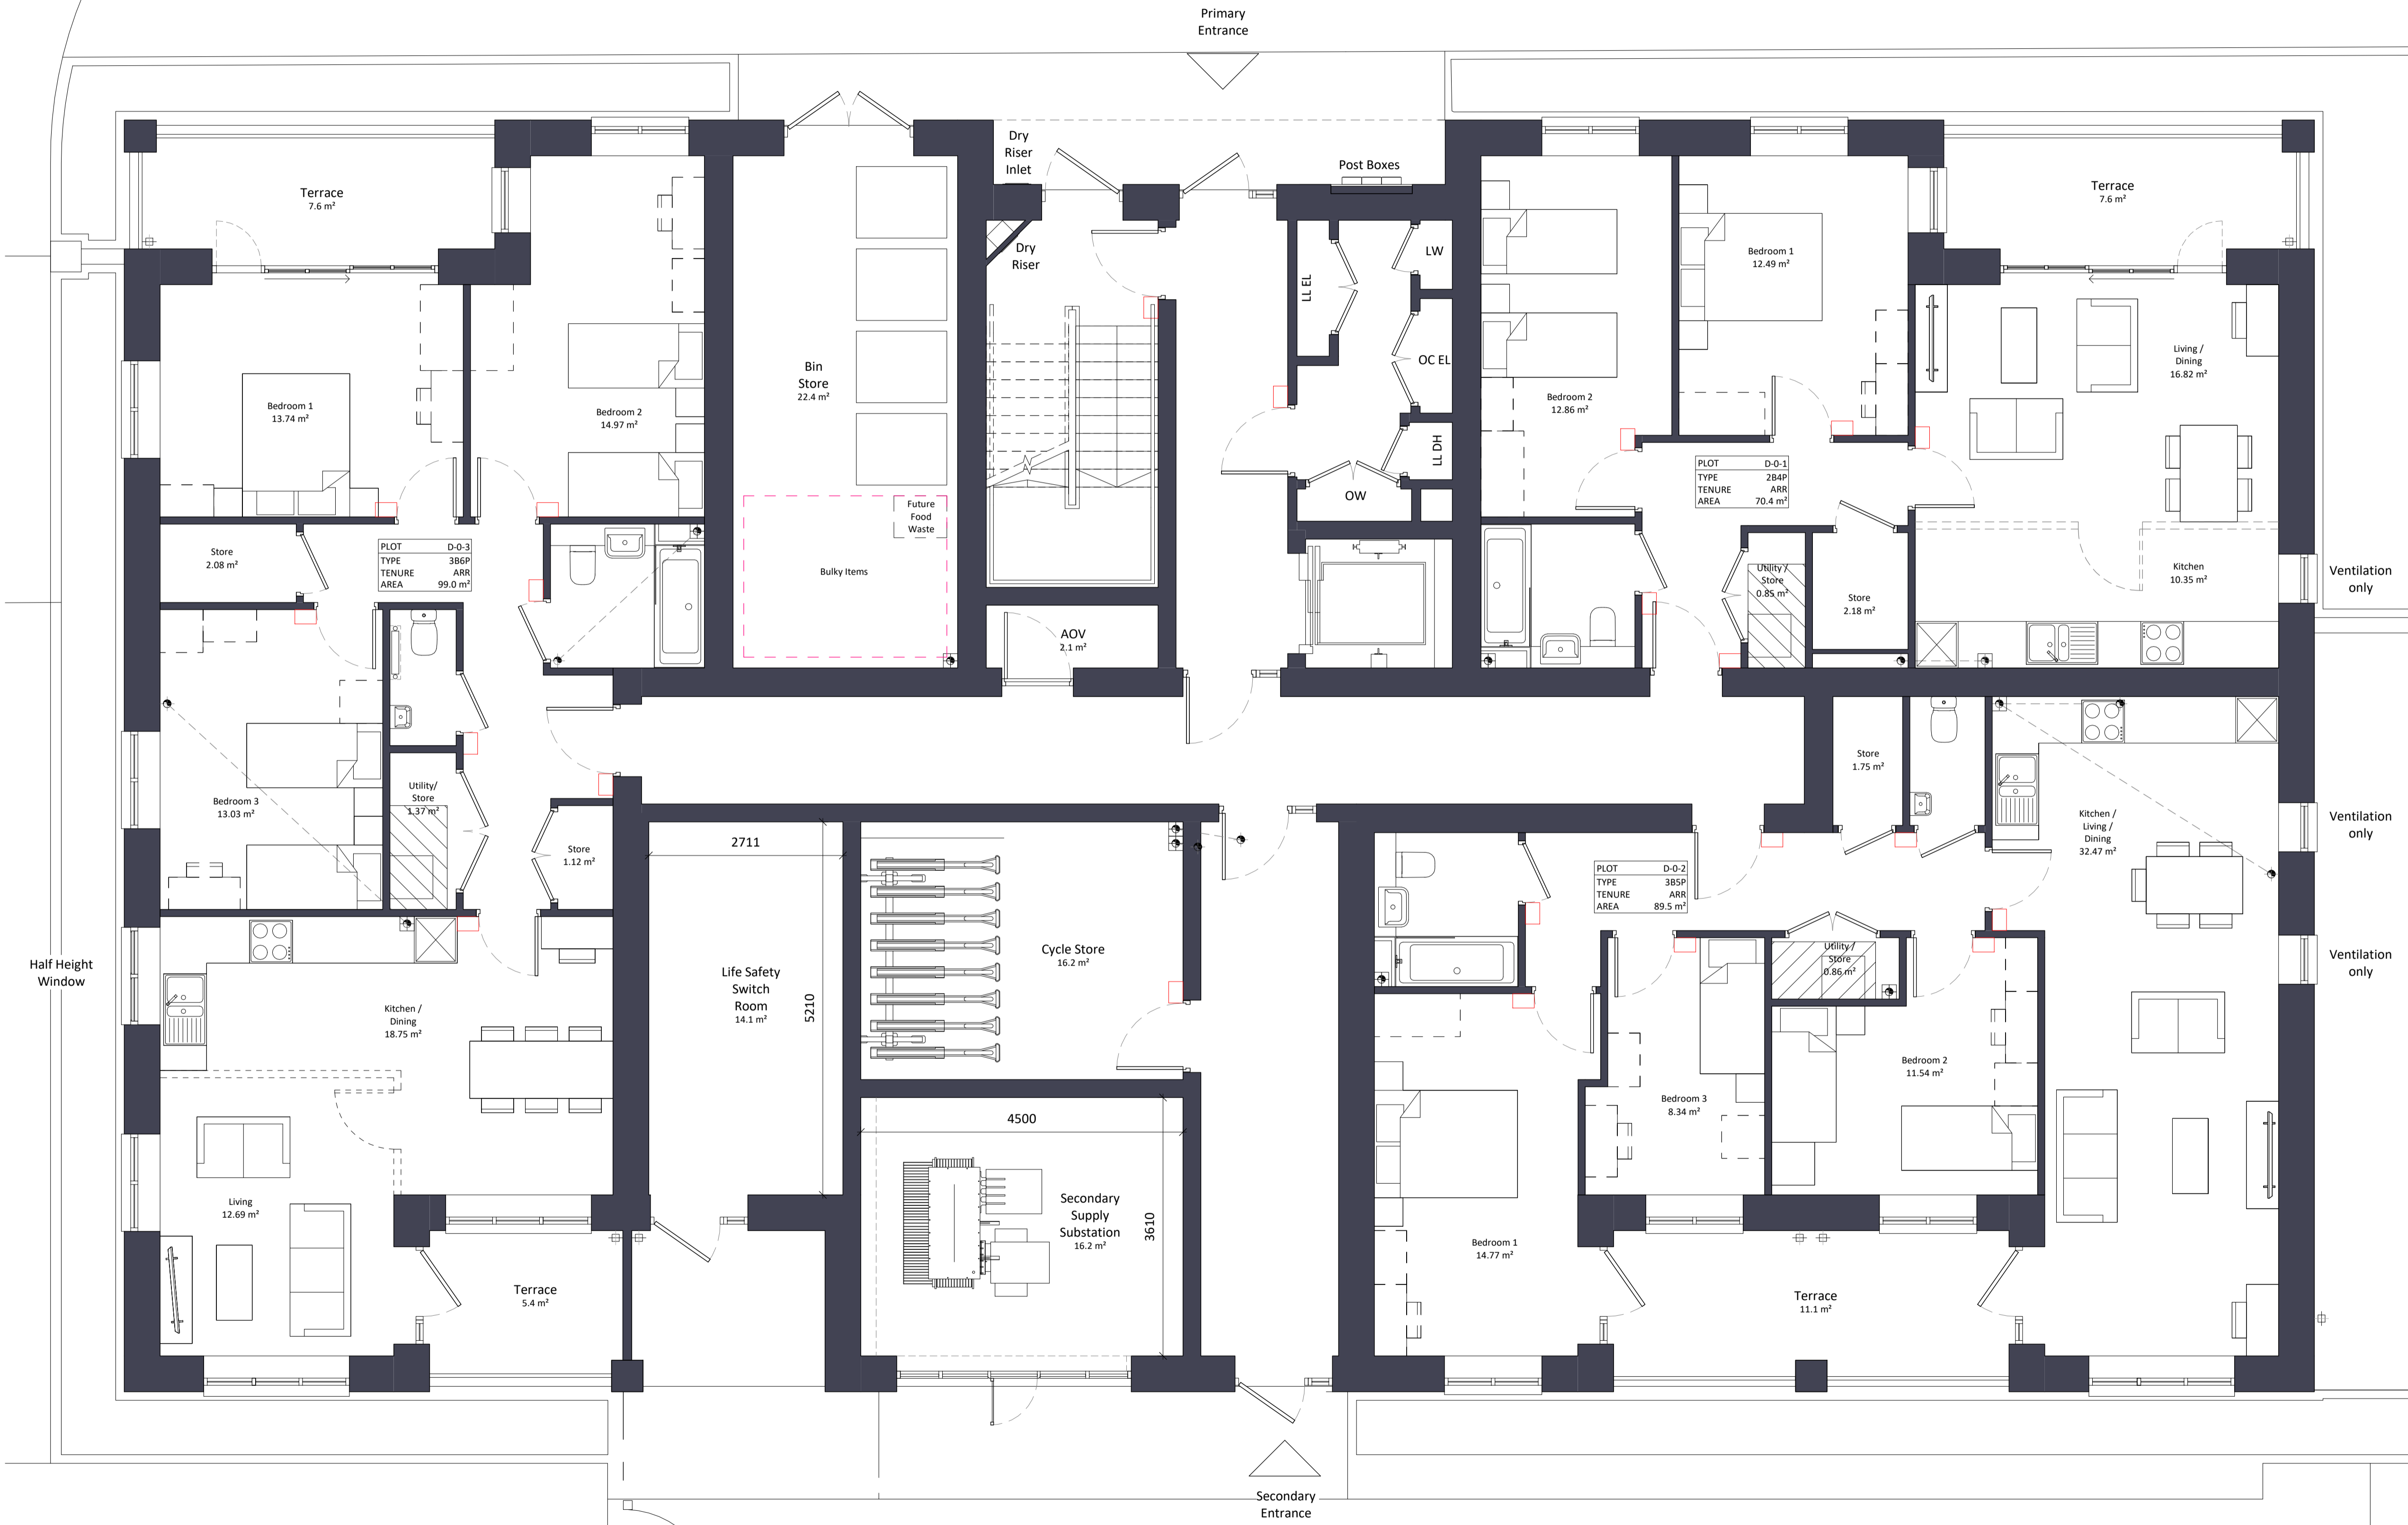 Primary
Entrance
Dry
Riser
Inlet
Post Boxes
Terrace
7.6 m²
Terrace
7.6 m²
Dry
Riser
LW
LL EL
OC EL
LL DH
OW
Bedroom 1
12.49 m²
Bedroom 2
12.86 m²
Living /
Dining
16.82 m²
Bin
Store
22.4 m²
Bedroom 1
13.74 m²
Bedroom 2
14.97 m²
PLOT D-0-1
TYPE 2B4P
TENURE ARR
AREA 70.4 m²
Future
Food
Waste
Bulky Items
Store
2.08 m²
PLOT D-0-3
TYPE 3B6P
TENURE ARR
AREA 99.0 m²
Utility /
Store
0.85 m²
Store
2.18 m²
Kitchen
10.35 m²
Ventilation
only
AOV
2.1 m²
Bedroom 3
13.03 m²
Utility/
Store
1.37 m²
Store
1.12 m²
2711
5210
Life Safety
Switch
Room
14.1 m²
Cycle Store
16.2 m²
Store
1.75 m²
Kitchen /
Living /
Dining
32.47 m²
Ventilation
only
PLOT D-0-2
TYPE 3B5P
TENURE ARR
AREA 89.5 m²
Utility /
Store
0.86 m²
Ventilation
only
Half Height
Window
Kitchen /
Dining
18.75 m²
Bedroom 2
11.54 m²
Bedroom 3
8.34 m²
4500
3610
Secondary
Supply
Substation
16.2 m²
Living
12.69 m²
Bedroom 1
14.77 m²
Terrace
5.4 m²
Terrace
11.1 m²
Secondary
Entrance